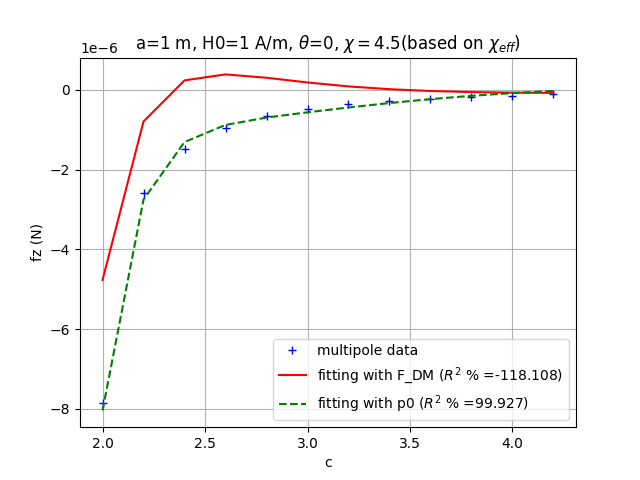 a=1 m, H0=1 A/m, θ=0, χ = 4.5(based on χ_eff)
1e−6
0
−2
−4
−6
−8
fz (N)
multipole data
fitting with F_DM (R² % =-118.108)
fitting with p0 (R² % =99.927)
2.0 2.5 3.0 3.5 4.0
c